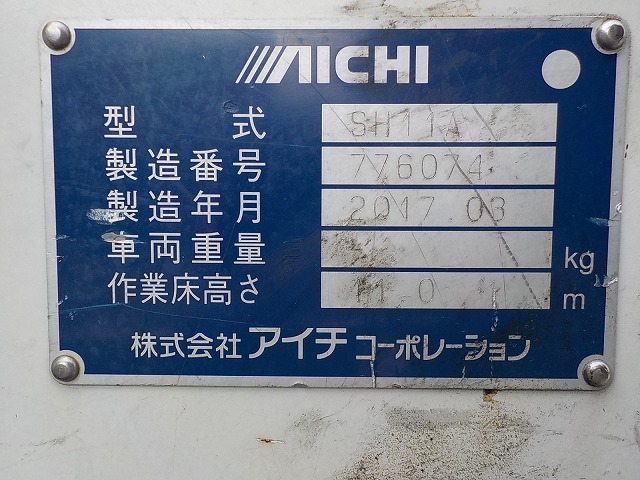 AICHI
型式 SH11A
製造番号 776074
製造年月 2017.03
車両重量 kg
作業床高さ 11.0 m
株式会社 アイチ コーポレーション